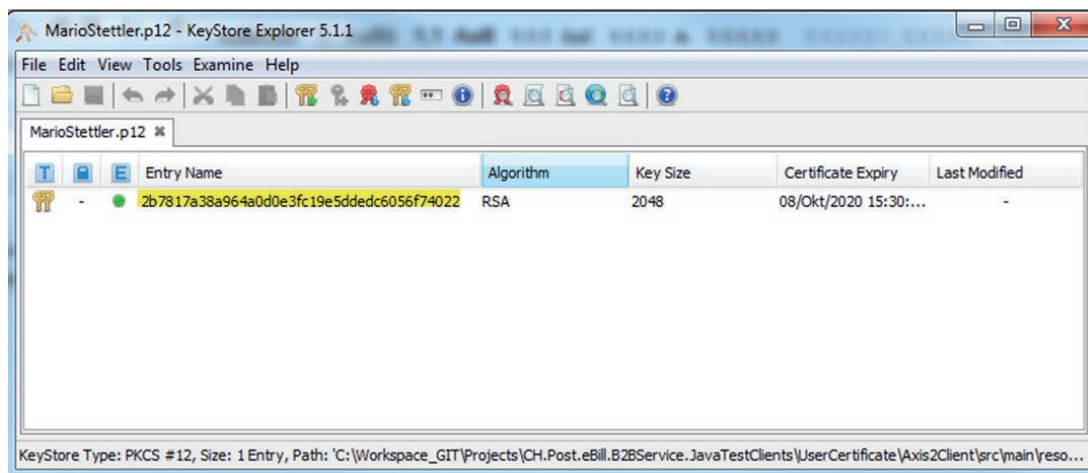 MarioStettler.p12 - KeyStore Explorer 5.1.1
File Edit View Tools Examine Help
MarioStettler.p12
T E Entry Name Algorithm Key Size Certificate Expiry Last Modified
- 2b7817a38a964a0d0e3fc19e5ddedc6056f74022 RSA 2048 08/Okt/2020 15:30:... -
KeyStore Type: PKCS #12, Size: 1 Entry, Path: 'C:\Workspace_GIT\Projects\CH.Post.eBill.B2BService.JavaTestClients\UserCertificate\Axis2Client\src\main\reso...